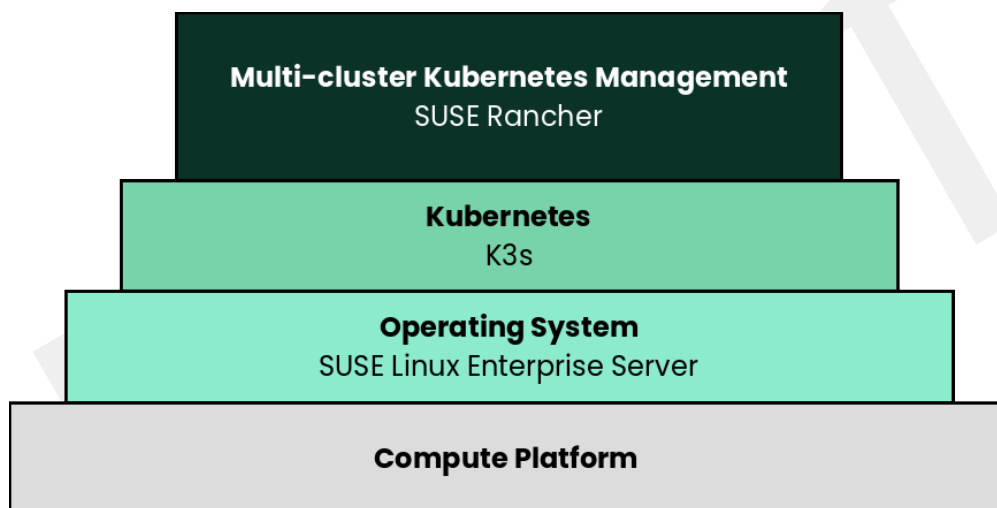 Multi-cluster Kubernetes Management
SUSE Rancher
Kubernetes
K3s
Operating System
SUSE Linux Enterprise Server
Compute Platform